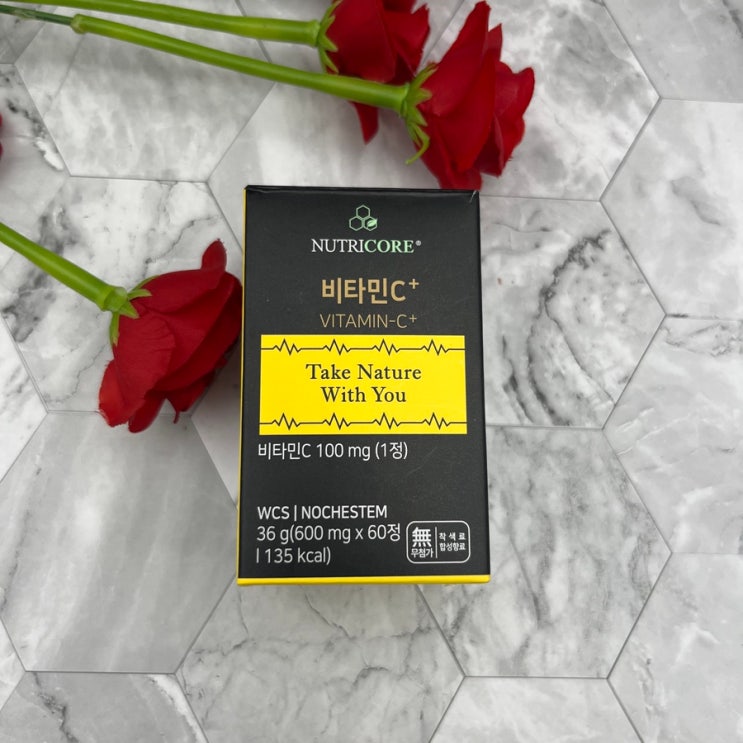 NUTRICORE®
비타민C⁺
VITAMIN-C⁺
Take Nature
With You
비타민C 100 mg (1정)
WCS | NOCHESTEM
36 g(600 mg x 60정
l 135 kcal)
無
무첨가
착색료
합성향료